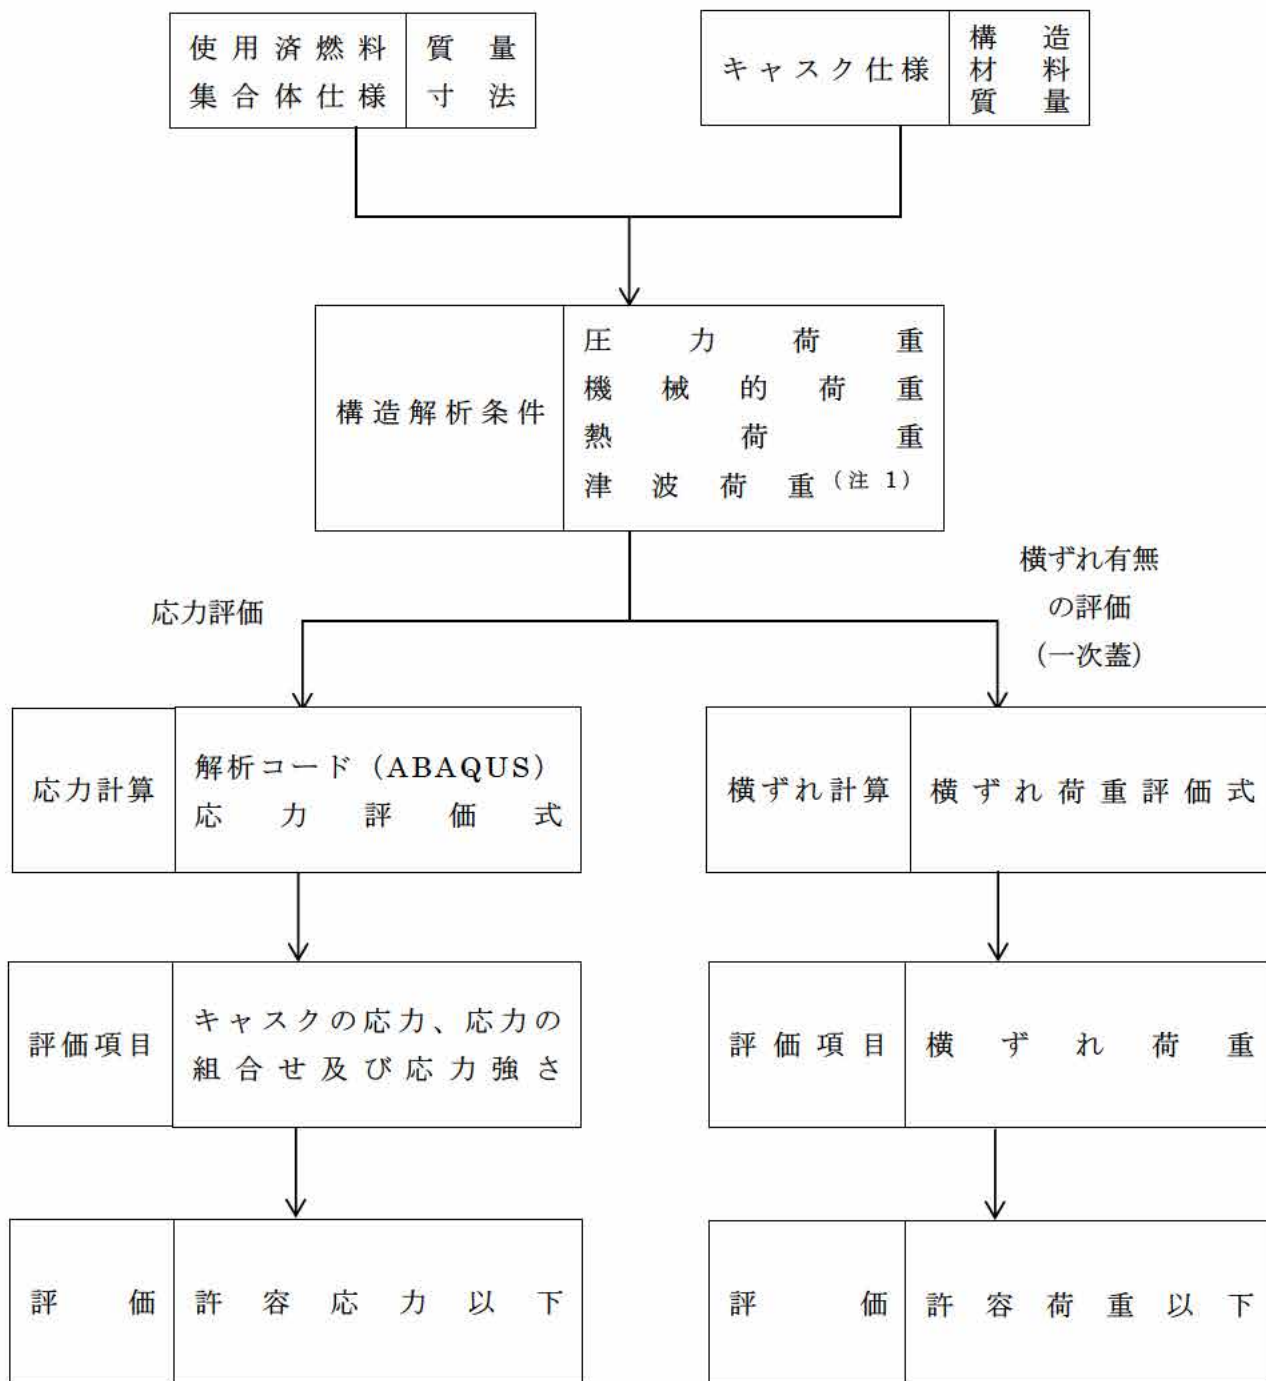 使用済燃料
集合体仕様
質量
寸法
キャスク仕様
構造
材料
質量
構造解析条件
圧力荷重
機械的荷重
熱荷重
津波荷重(注 1)
応力評価
横ずれ有無
の評価
(一次蓋)
応力計算
解析コード(ABAQUS)
応力評価式
横ずれ計算
横ずれ荷重評価式
評価項目
キャスクの応力、応力の
組合せ及び応力強さ
評価項目
横ずれ荷重
評価
許容応力以下
評価
許容荷重以下